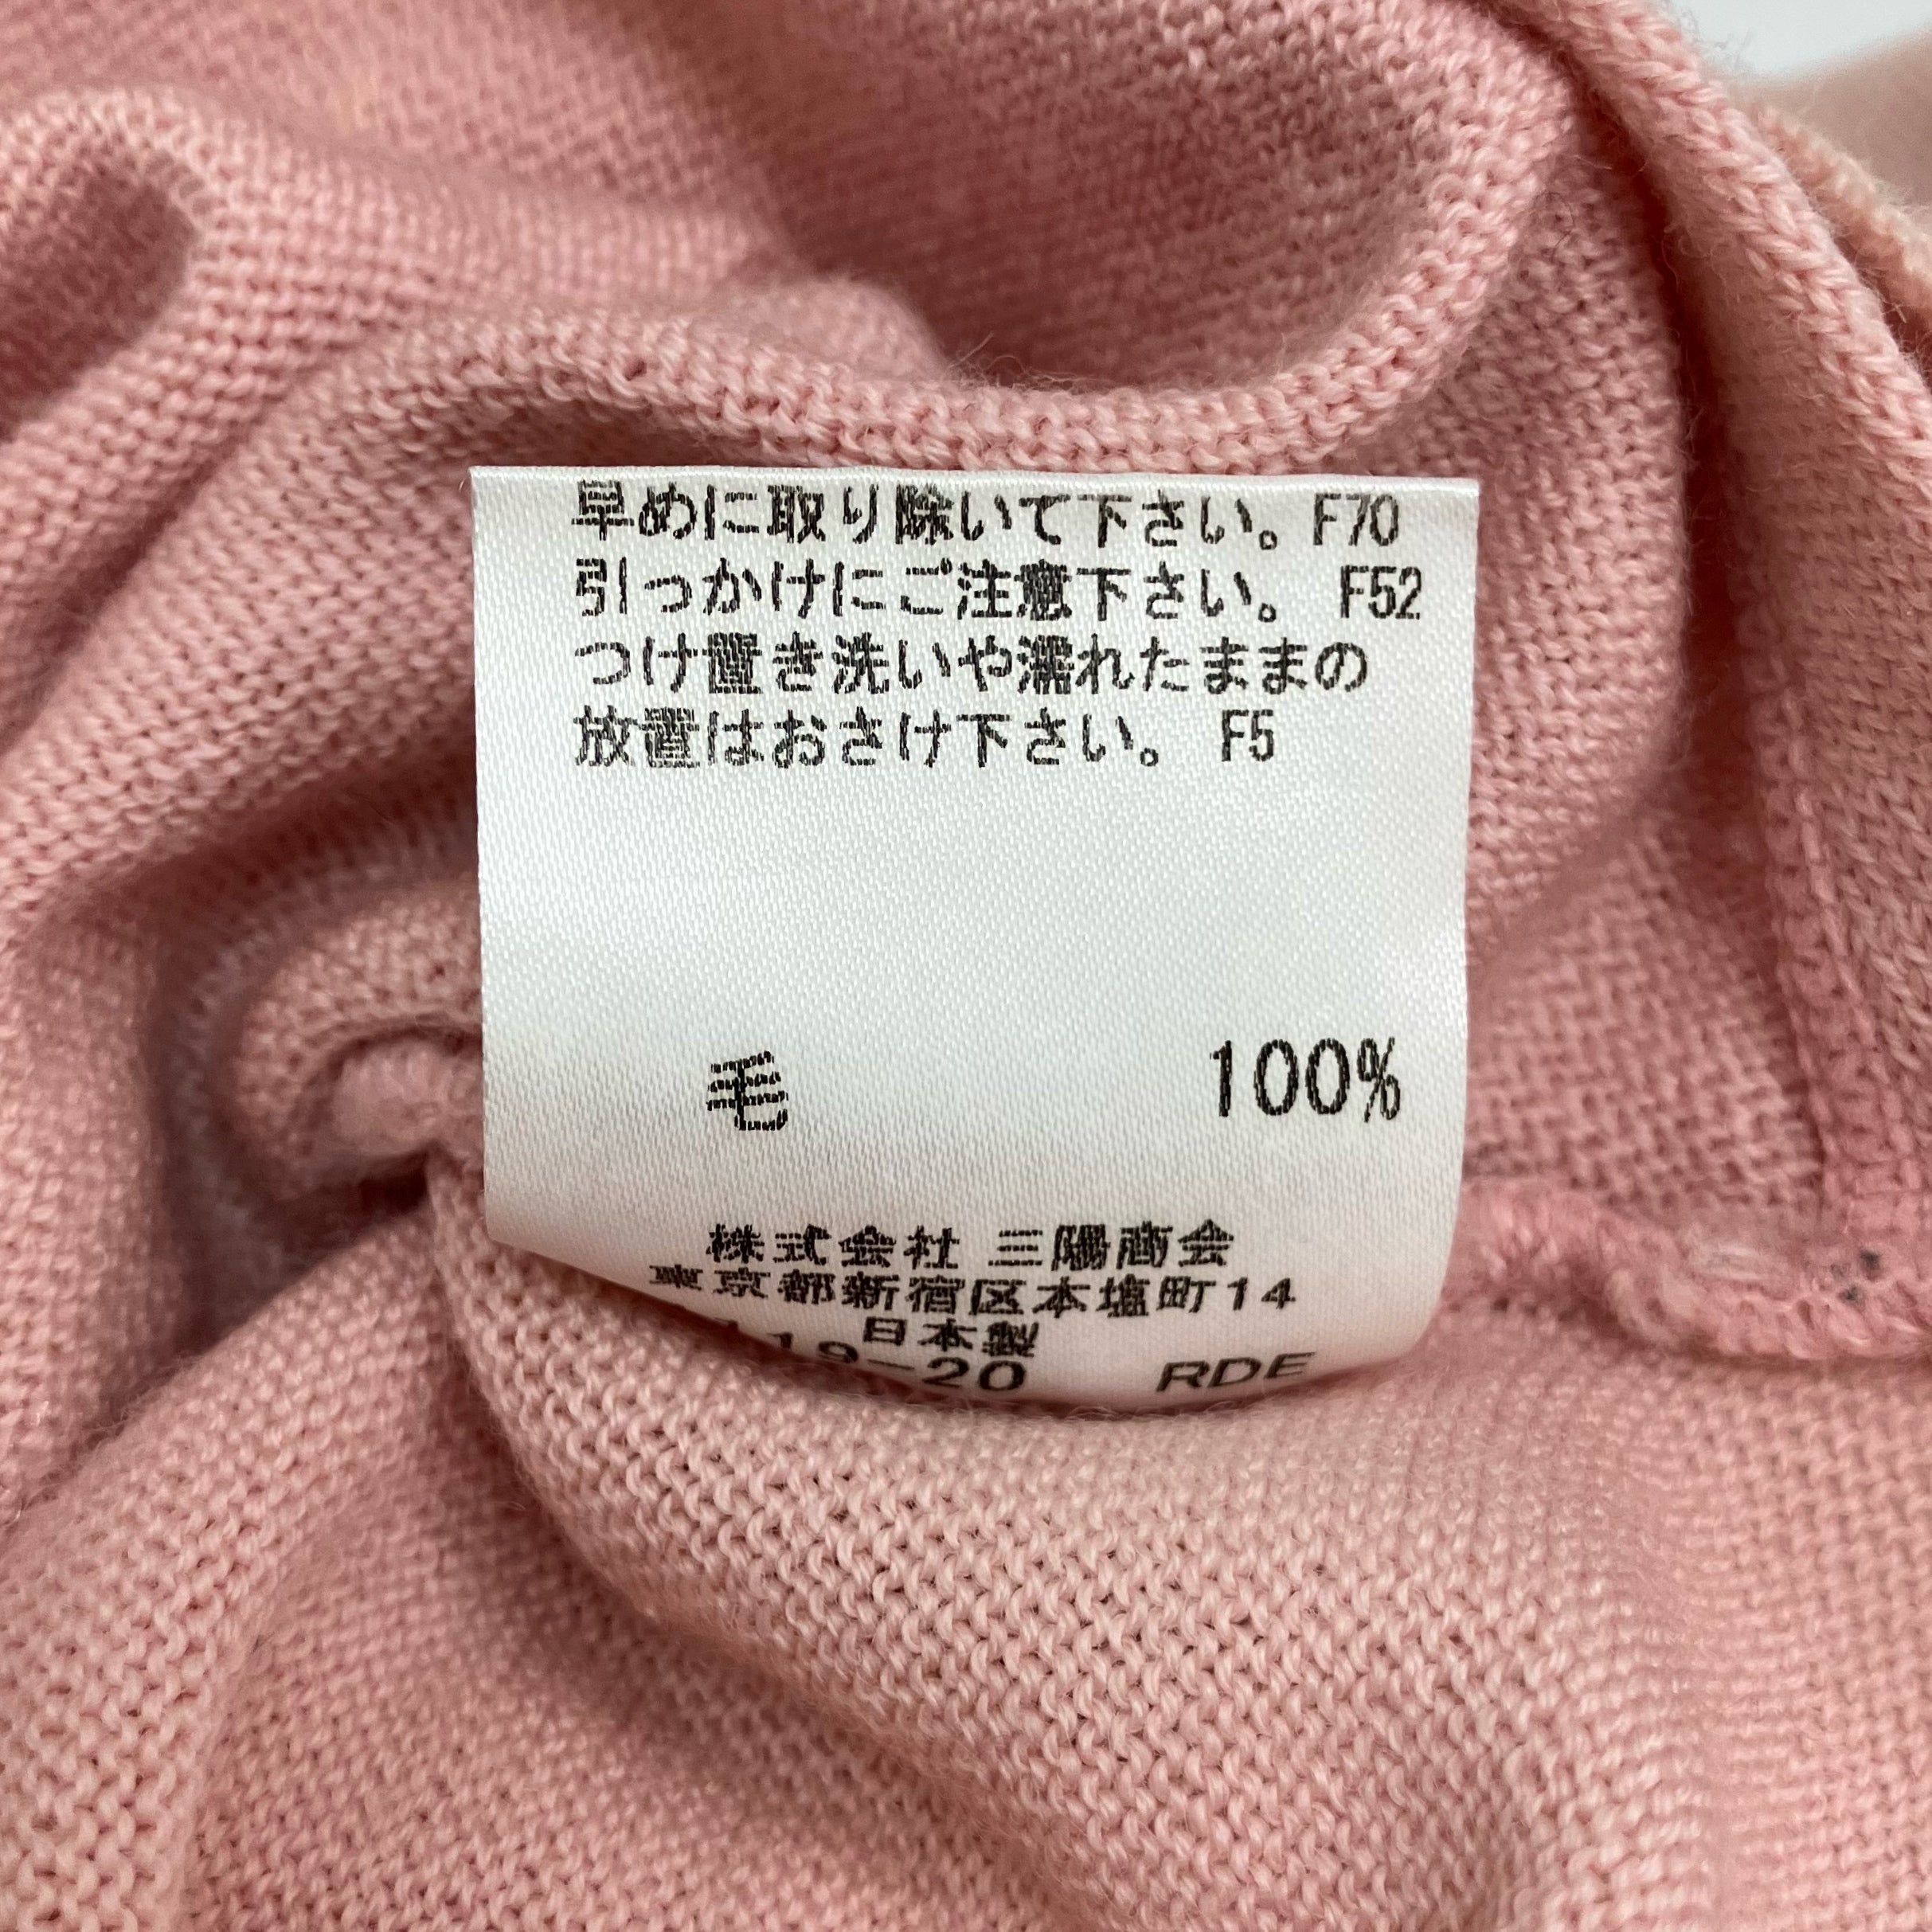 早めに取り除いて下さい。F70
引っかけにご注意下さい。 F52
つけ置き洗いや濡れたままの
放置はおさけ下さい。 F5
毛 100%
株式会社 三陽商会
東京都新宿区本塩町14
日本製
19-20 RDE